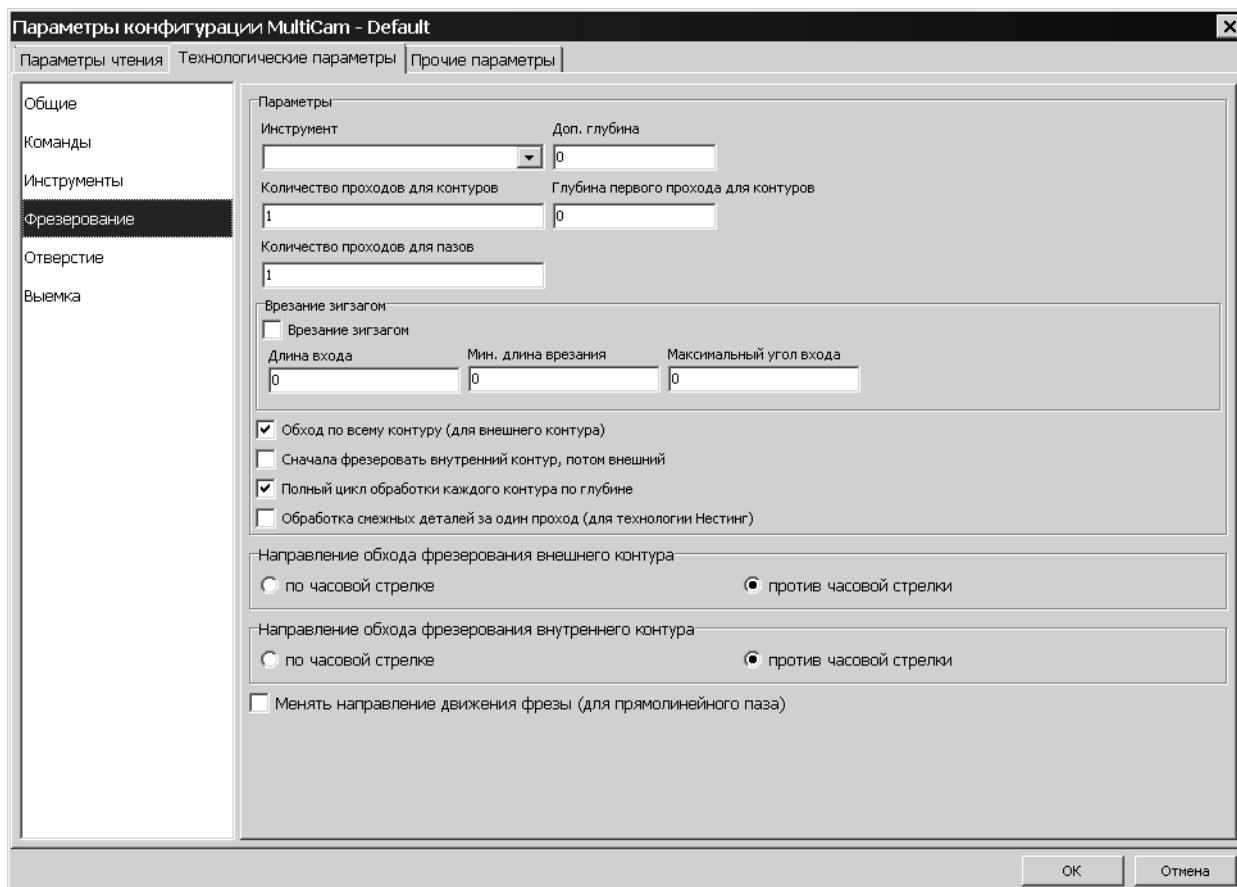 Параметры конфигурации MultiCam - Default
Параметры чтения Технологические параметры Прочие параметры
Общие
Команды
Инструменты
Фрезерование
Отверстие
Выемка
Параметры
Инструмент Доп. глубина
0
Количество проходов для контуров Глубина первого прохода для контуров
1 0
Количество проходов для пазов
1
Врезание зигзагом
Врезание зигзагом
Длина входа Мин. длина врезания Максимальный угол входа
0 0 0
Обход по всему контуру (для внешнего контура)
Сначала фрезеровать внутренний контур, потом внешний
Полный цикл обработки каждого контура по глубине
Обработка смежных деталей за один проход (для технологии Нестинг)
Направление обхода фрезерования внешнего контура
по часовой стрелке против часовой стрелки
Направление обхода фрезерования внутреннего контура
по часовой стрелке против часовой стрелки
Менять направление движения фрезы (для прямолинейного паза)
ОК Отмена